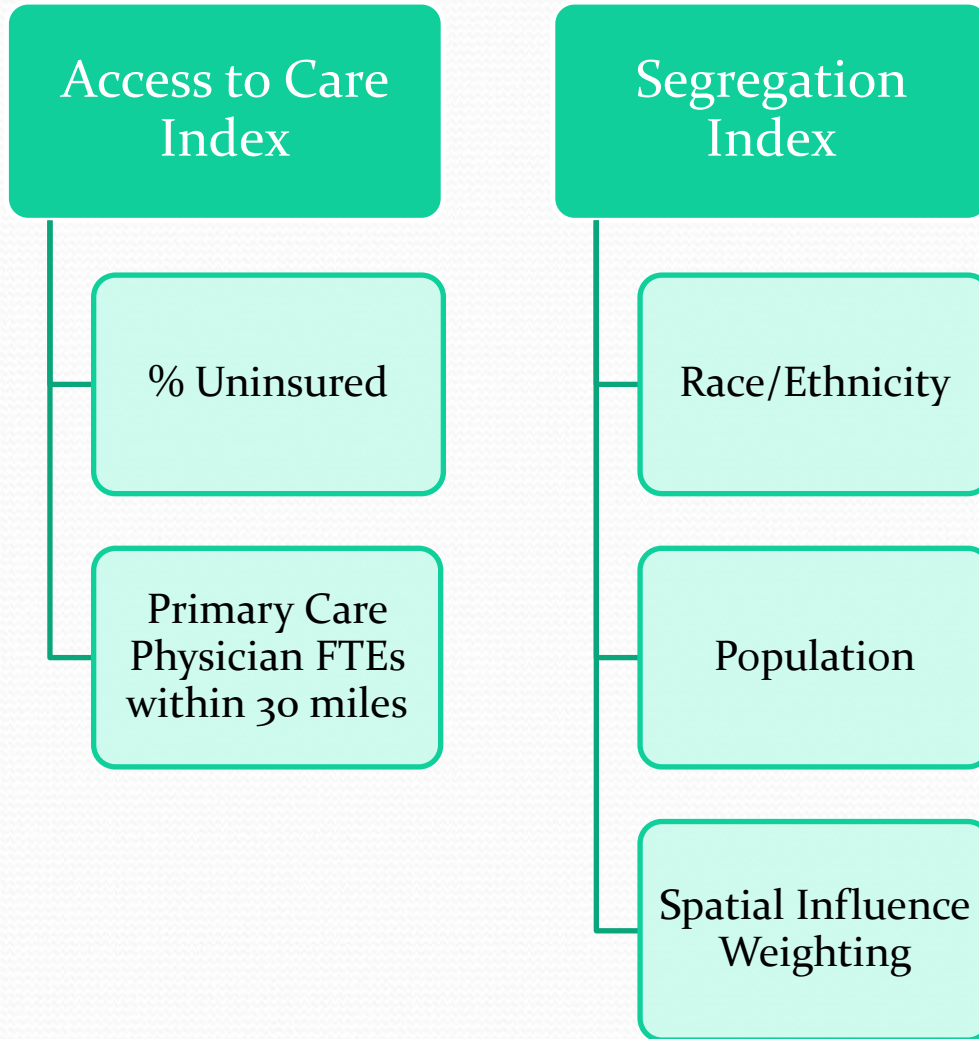 Access to Care
Index
% Uninsured
Primary Care
Physician FTEs
within 30 miles
Segregation
Index
Race/Ethnicity
Population
Spatial Influence
Weighting